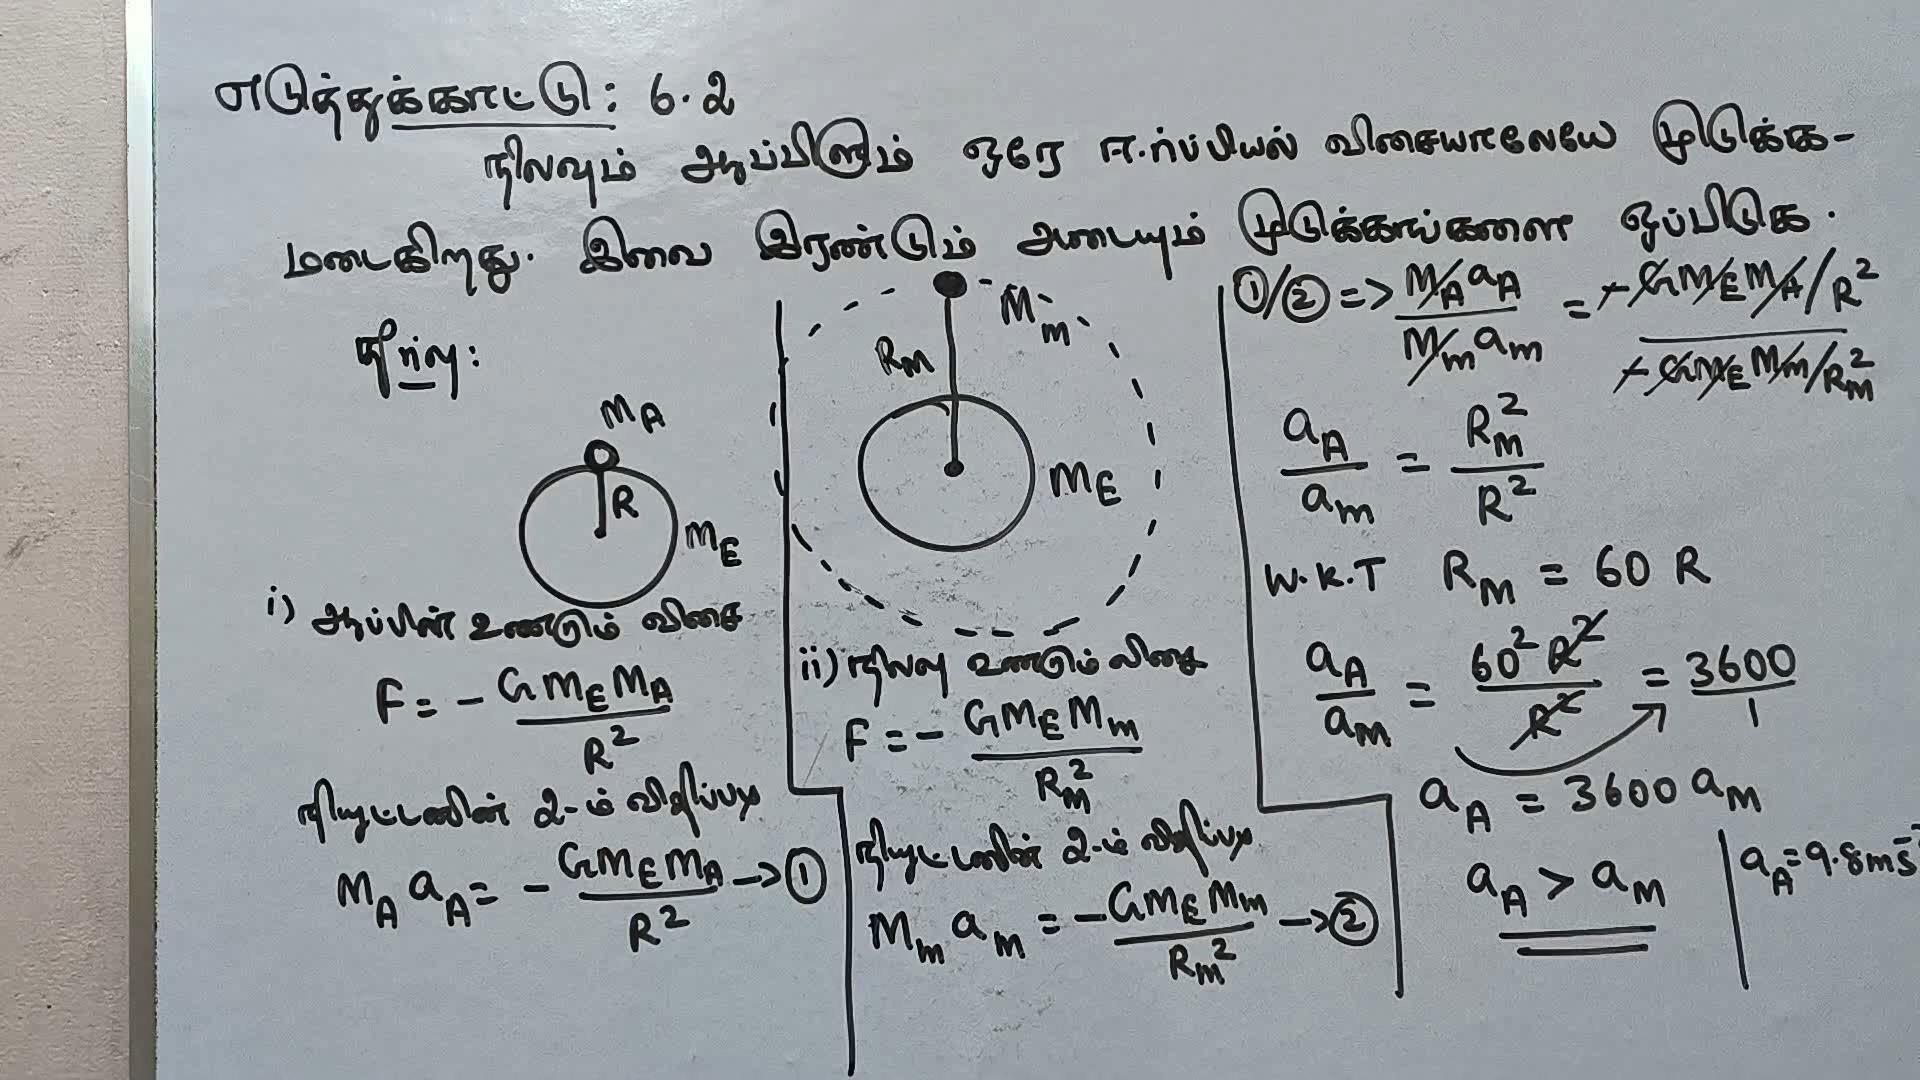 எடுத்துக்காட்டு: 6.2
நிலவும் ஆப்பிளும் ஒரே ஈர்ப்பியல் விசையாலேயே முடுக்க-
மடைகிறது. இவை இரண்டும் அடையும் முடுக்கங்களை ஒப்பிடுக.
தீர்வு:
M_A
R
M_E
i) ஆப்பிள் உணரும் விசை
F = - GM_E M_A / R²
நியூட்டனின் 2-ம் விதிப்படி
M_A a_A = - GM_E M_A / R² → ①
M_m
R_M
M_E
ii) நிலவு உணரும் விசை
F = - GM_E M_m / R_m²
நியூட்டனின் 2-ம் விதிப்படி
M_m a_m = - GM_E M_m / R_m² → ②
①/② => M_A a_A / M_m a_m = - GM_E M_A / R² / - GM_E M_m / R_m²
a_A / a_m = R_M² / R²
W.K.T R_M = 60 R
a_A / a_M = 60² R² / R² = 3600 / 1
a_A = 3600 a_M
a_A > a_M
a_A = 9.8 ms⁻